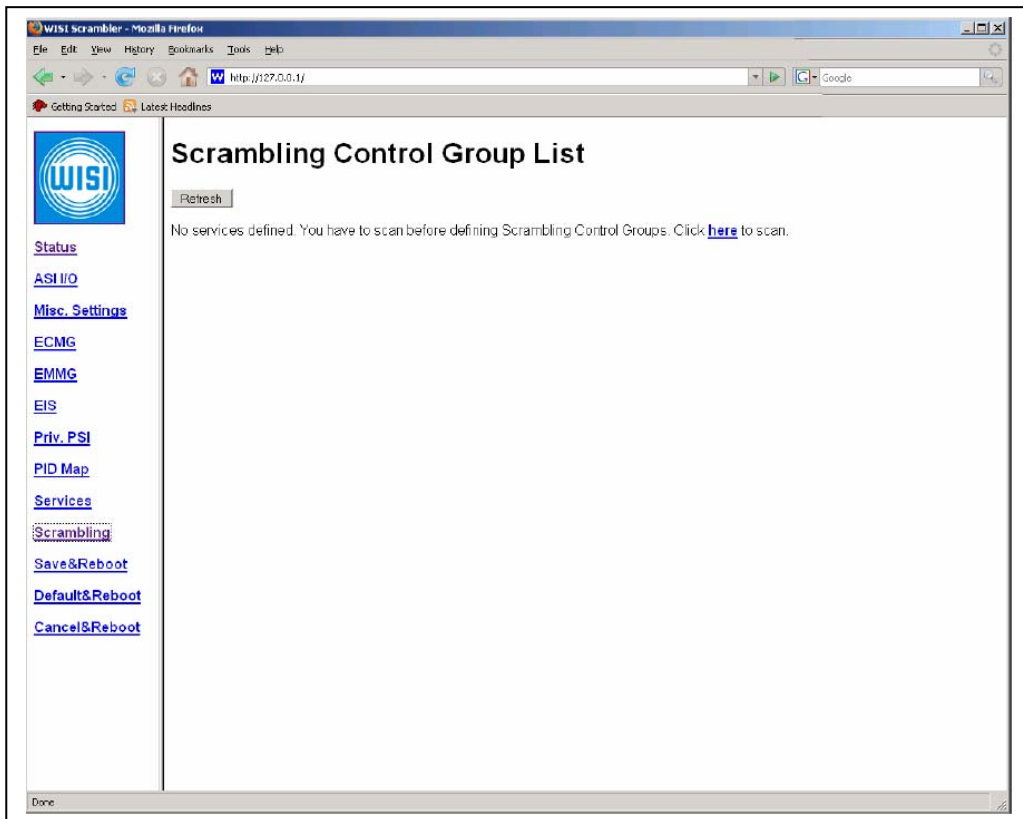 WISI Scrambler - Mozilla Firefox
File Edit View History Bookmarks Tools Help
W http://127.0.0.1/ G Google
Getting Started Latest Headlines
WISI
Scrambling Control Group List
Refresh
No services defined. You have to scan before defining Scrambling Control Groups. Click here to scan.
Status
ASI I/O
Misc. Settings
ECMG
EMMG
EIS
Priv. PSI
PID Map
Services
Scrambling
Save&Reboot
Default&Reboot
Cancel&Reboot
Done